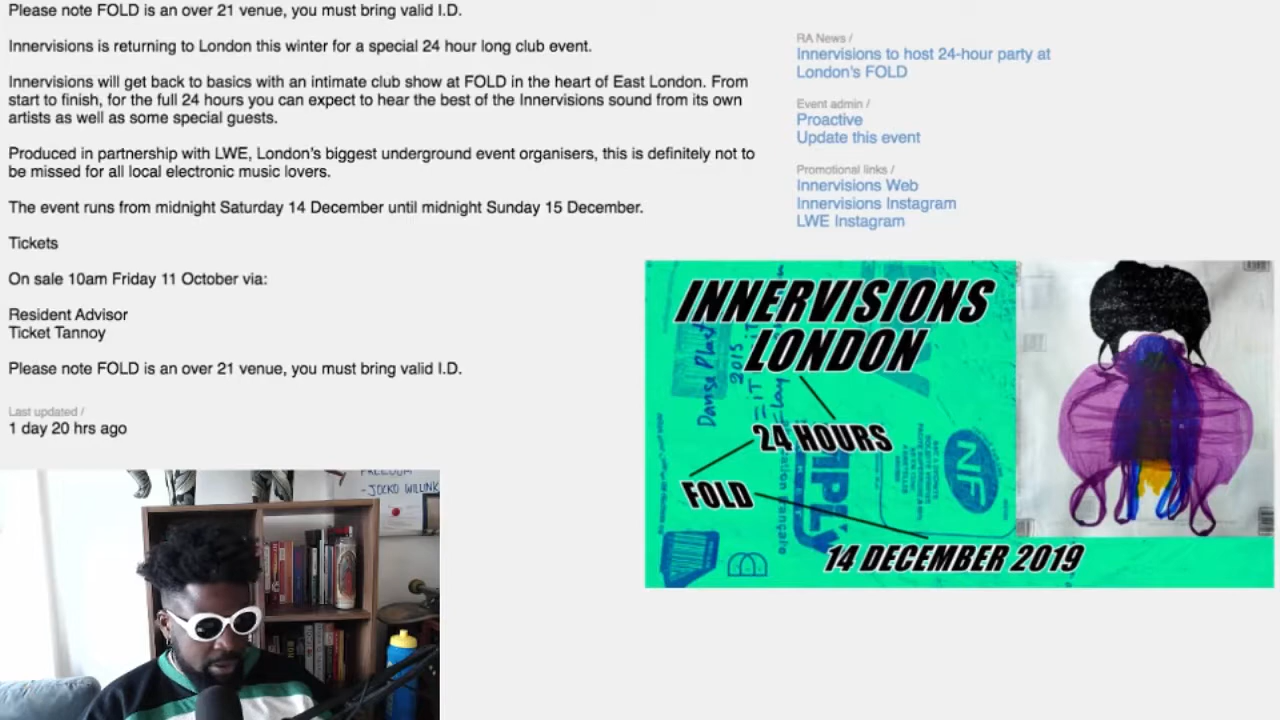 Please note FOLD is an over 21 venue, you must bring valid I.D.
Innervisions is returning to London this winter for a special 24 hour long club event.
Innervisions will get back to basics with an intimate club show at FOLD in the heart of East London. From
start to finish, for the full 24 hours you can expect to hear the best of the Innervisions sound from its own
artists as well as some special guests.
Produced in partnership with LWE, London's biggest underground event organisers, this is definitely not to
be missed for all local electronic music lovers.
The event runs from midnight Saturday 14 December until midnight Sunday 15 December.
Tickets
On sale 10am Friday 11 October via:
Resident Advisor
Ticket Tannoy
Please note FOLD is an over 21 venue, you must bring valid I.D.
Last updated /
1 day 20 hrs ago
RA News /
Innervisions to host 24-hour party at
London's FOLD
Event admin /
Proactive
Update this event
Promotional links /
Innervisions Web
Innervisions Instagram
LWE Instagram
INNERVISIONS
LONDON
24 HOURS
FOLD
14 DECEMBER 2019
2015
NF
FREEDOM
-JOCKO WILLINK